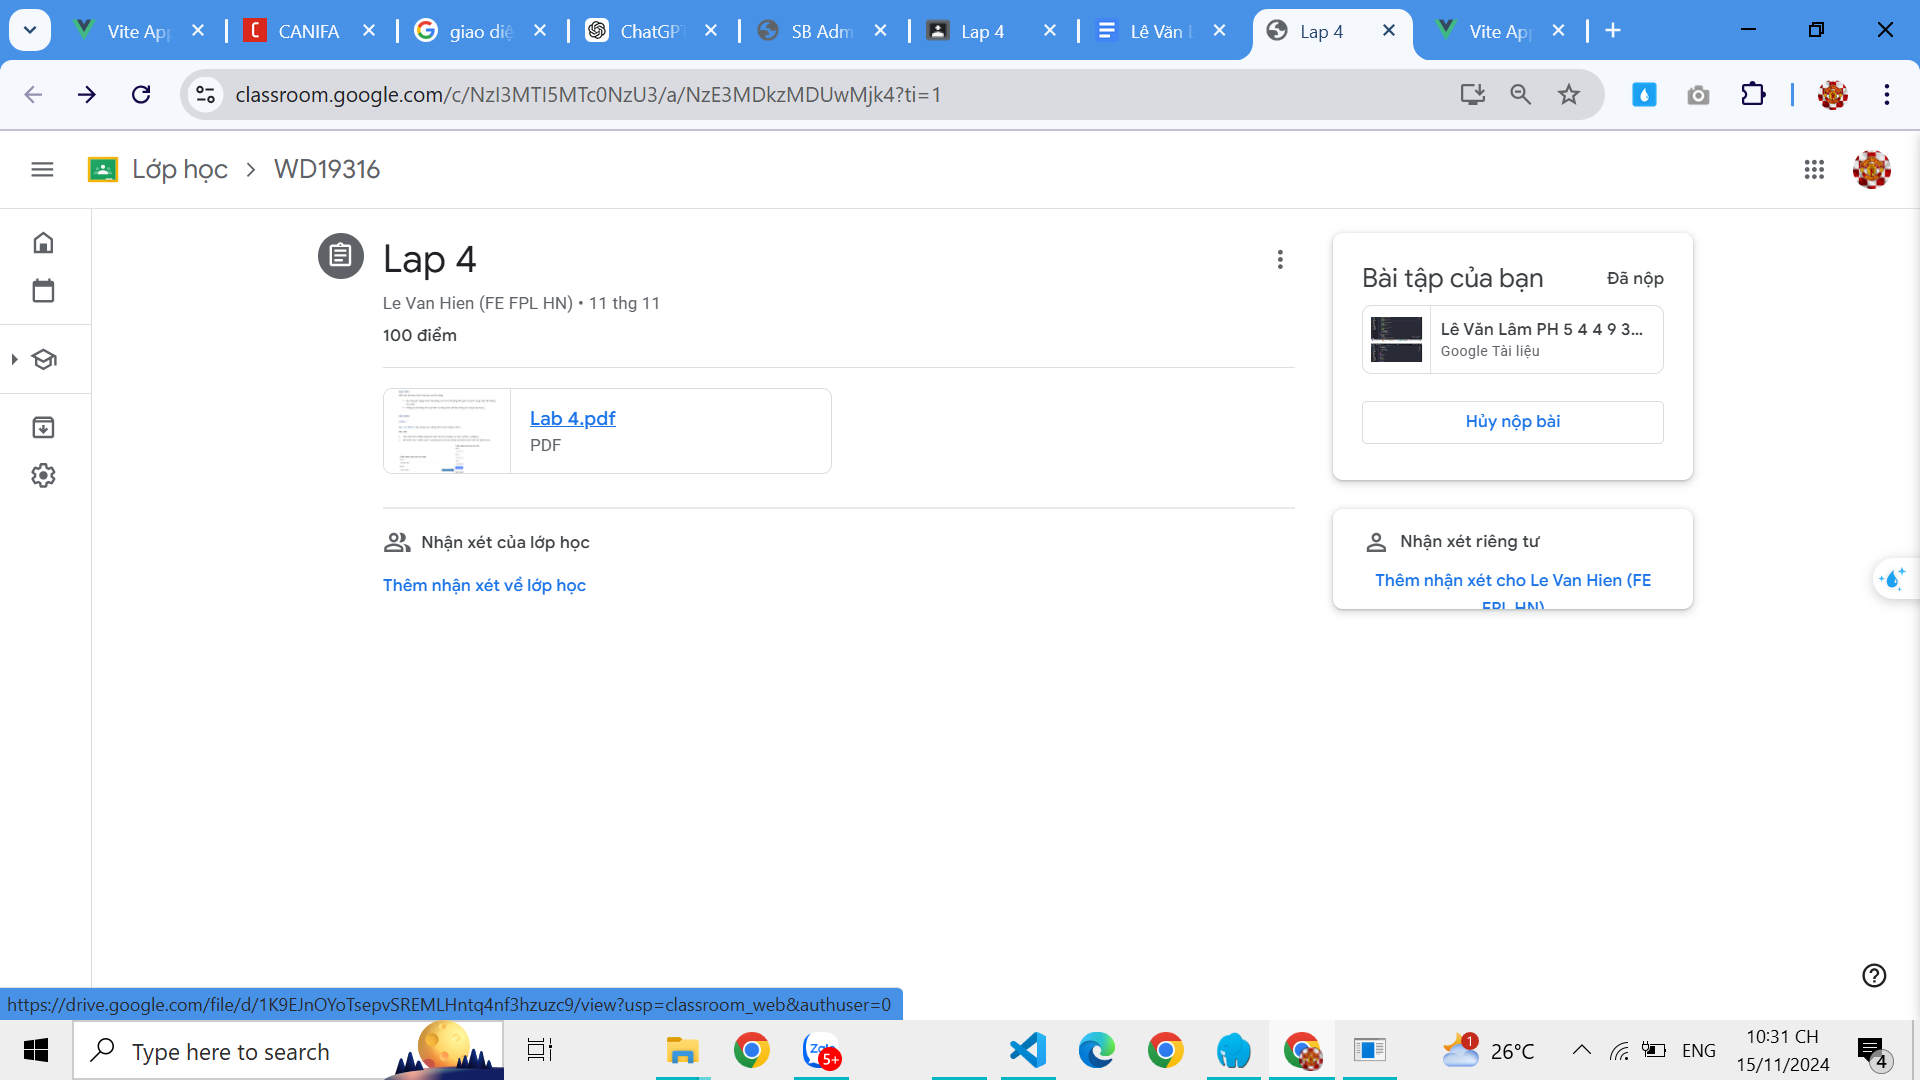 Vite App
CANIFA
giao diệ
ChatGPT
SB Adm
Lap 4
Lê Văn L
Lap 4
Vite App
classroom.google.com/c/NzI3MTI5MTc0NzU3/a/NzE3MDkzMDUwMjk4?ti=1
Lớp học
WD19316
Lap 4
Le Van Hien (FE FPL HN) • 11 thg 11
100 điểm
Lab 4.pdf
PDF
Nhận xét của lớp học
Thêm nhận xét về lớp học
Bài tập của bạn
Đã nộp
Lê Văn Lâm PH 5 4 4 9 3...
Google Tài liệu
Hủy nộp bài
Nhận xét riêng tư
Thêm nhận xét cho Le Van Hien (FE
FPL HN)
https://drive.google.com/file/d/1K9EJnOYoTsepvSREMLHntq4nf3hzuzc9/view?usp=classroom_web&authuser=0
Type here to search
Zalo
5+
1
26°C
ENG
10:31 CH
15/11/2024
4